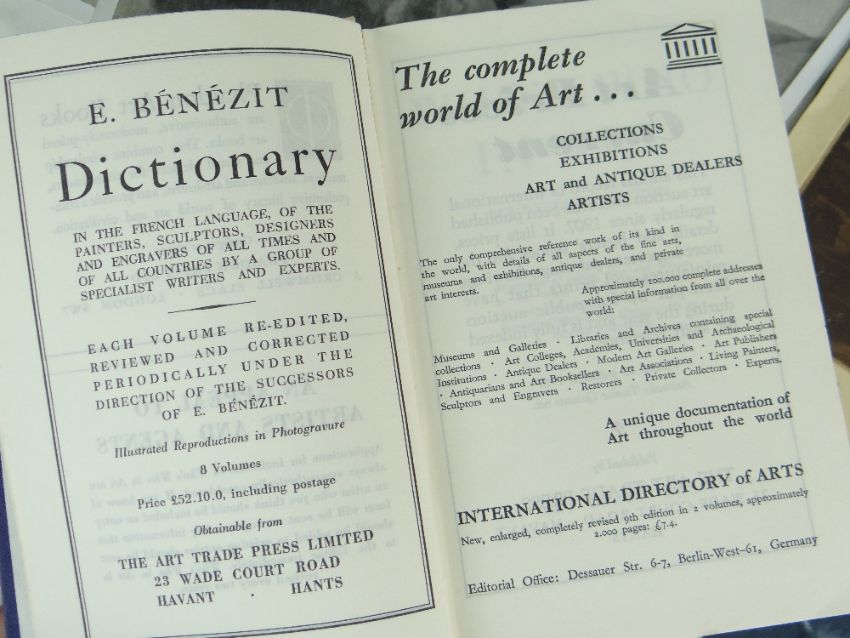 E. BÉNÉZIT
Dictionary
IN THE FRENCH LANGUAGE, OF THE
PAINTERS, SCULPTORS, DESIGNERS
AND ENGRAVERS OF ALL TIMES AND
OF ALL COUNTRIES BY A GROUP OF
SPECIALIST WRITERS AND EXPERTS.
EACH VOLUME RE-EDITED,
REVIEWED AND CORRECTED
PERIODICALLY UNDER THE
DIRECTION OF THE SUCCESSORS
OF E. BÉNÉZIT.
Illustrated Reproductions in Photogravure
8 Volumes
Price £52.10.0, including postage
Obtainable from
THE ART TRADE PRESS LIMITED
23 WADE COURT ROAD
HAVANT · HANTS
The complete
world of Art . . .
COLLECTIONS
EXHIBITIONS
ART and ANTIQUE DEALERS
ARTISTS
The only comprehensive reference work of its kind in
the world, with details of all aspects of the fine arts,
museums and exhibitions, antique dealers, and private
art interests.
Approximately 100,000 complete addresses
with special information from all over the
world:
Museums and Galleries · Libraries and Archives containing special
collections · Art Colleges, Academies, Universities and Archaeological
Institutions · Antique Dealers · Modern Art Galleries · Art Publishers
· Antiquarians and Art Booksellers · Art Associations · Living Painters,
Sculptors and Engravers · Restorers · Private Collectors · Experts.
A unique documentation of
Art throughout the world
INTERNATIONAL DIRECTORY of ARTS
New, enlarged, completely revised 9th edition in 2 volumes, approximately
2,000 pages: £7.4.
Editorial Office: Dessauer Str. 6-7, Berlin-West-61, Germany